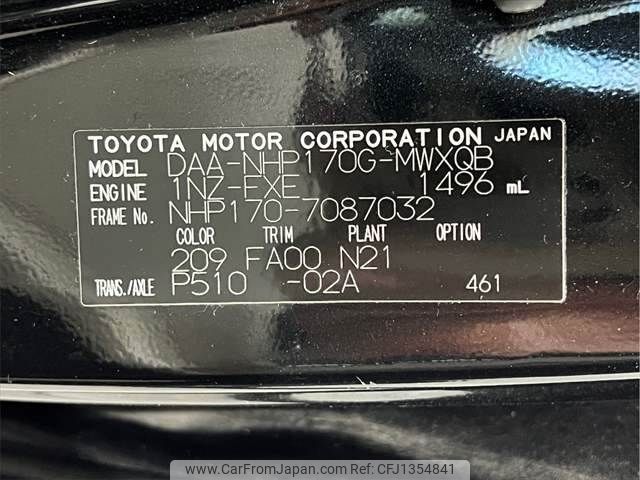 TOYOTA MOTOR CORPORATION JAPAN
MODEL DAA-NHP170G-MWXQB
ENGINE 1NZ-FXE 1496 mL
FRAME No. NHP170-7087032
COLOR TRIM PLANT OPTION
209 FA00 N21
TRANS./AXLE P510 -02A 461
www.CarFromJapan.com - CFJ1354841